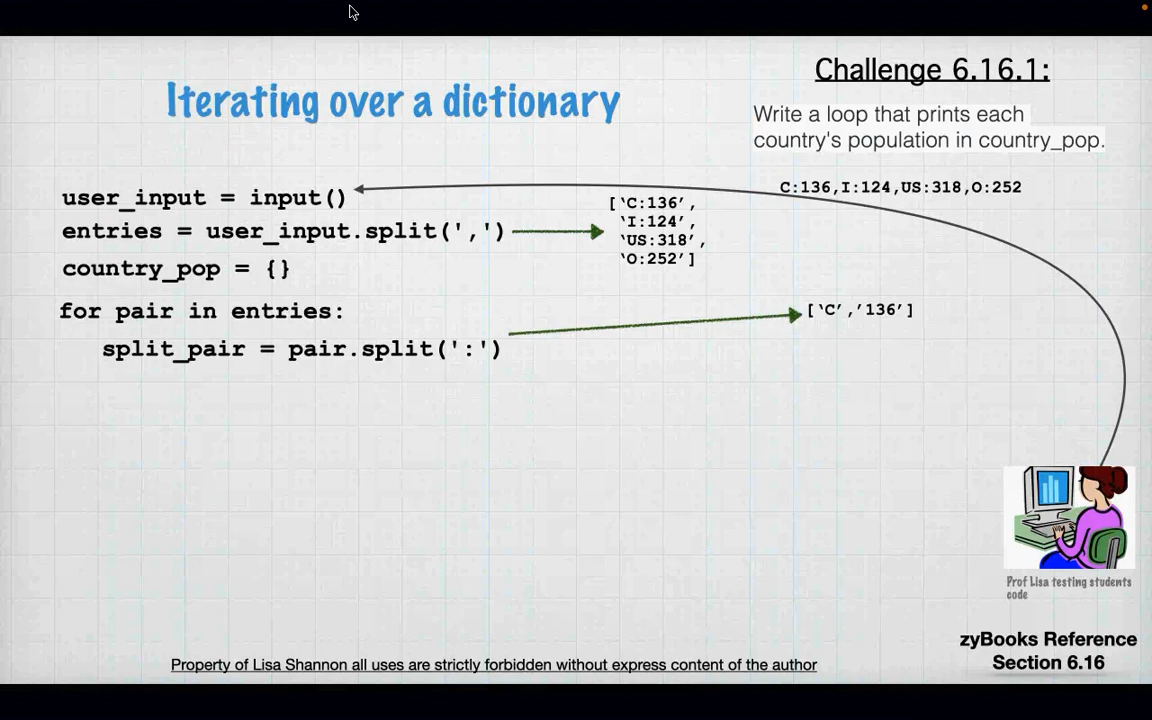 Iterating over a dictionary
Challenge 6.16.1:
Write a loop that prints each
country's population in country_pop.
user_input = input()
C:136,I:124,US:318,O:252
entries = user_input.split(',')
[‘C:136’,
‘I:124’,
‘US:318’,
‘O:252’]
country_pop = {}
for pair in entries:
[‘C’,’136’]
split_pair = pair.split(':')
Prof Lisa testing students
code
zyBooks Reference
Section 6.16
Property of Lisa Shannon all uses are strictly forbidden without express content of the author